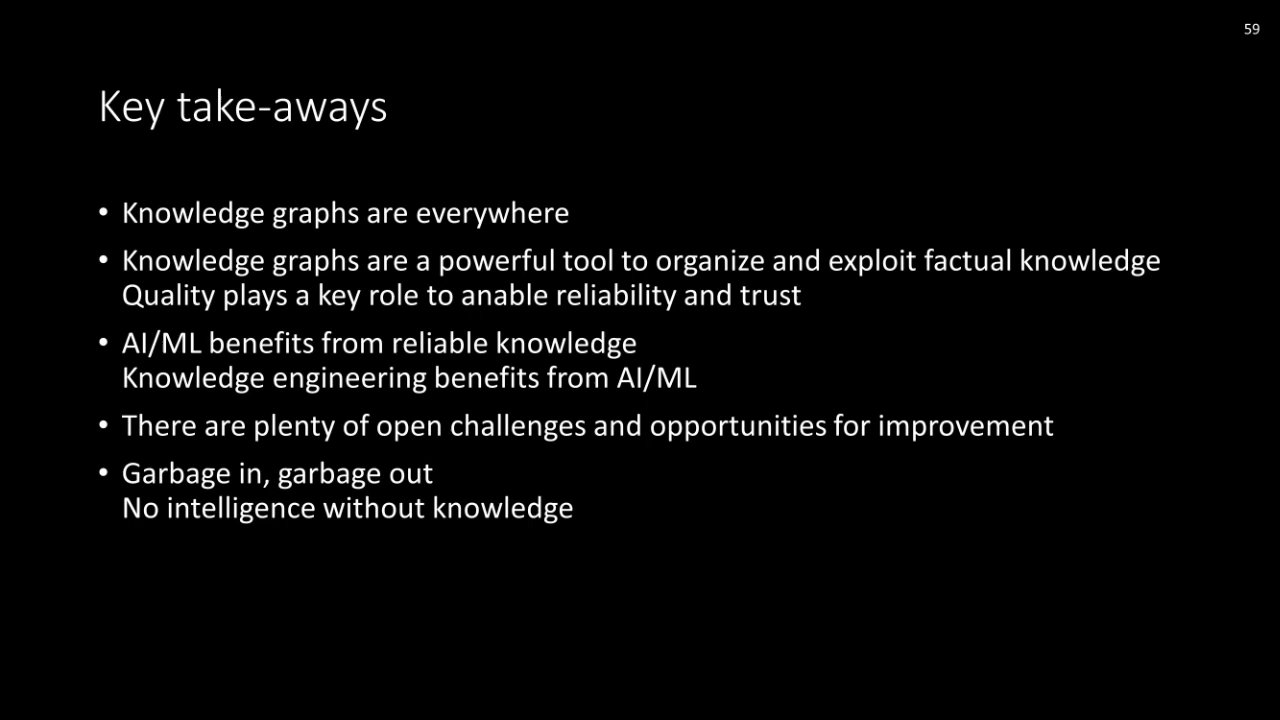 59
Key take-aways
• Knowledge graphs are everywhere
• Knowledge graphs are a powerful tool to organize and exploit factual knowledge
Quality plays a key role to anable reliability and trust
• AI/ML benefits from reliable knowledge
Knowledge engineering benefits from AI/ML
• There are plenty of open challenges and opportunities for improvement
• Garbage in, garbage out
No intelligence without knowledge